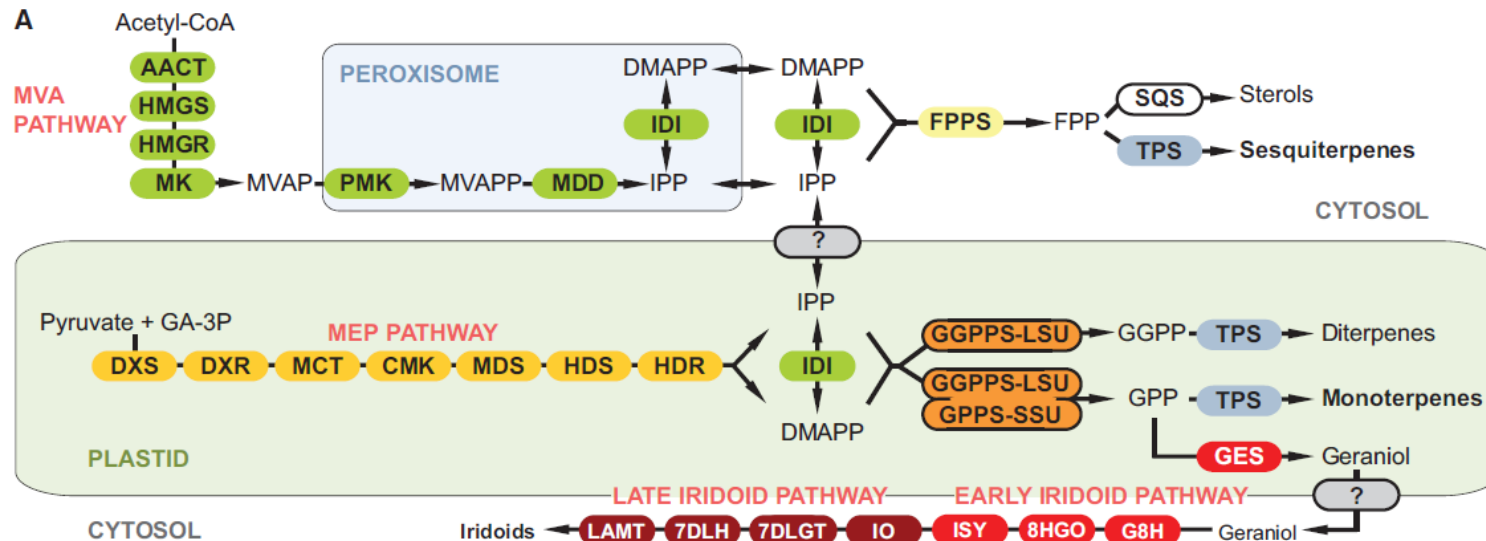 A
Acetyl-CoA
AACT
HMGS
HMGR
MK
MVA
PATHWAY
MVAP
PMK
MVAPP
MDD
IPP
PEROXISOME
DMAPP
IDI
DMAPP
IDI
IPP
FPPS
FPP
SQS
Sterols
TPS
Sesquiterpenes
CYTOSOL
?
IPP
Pyruvate + GA-3P
MEP PATHWAY
DXS
DXR
MCT
CMK
MDS
HDS
HDR
IDI
DMAPP
GGPPS-LSU
GGPP
TPS
Diterpenes
GGPPS-LSU
GPPS-SSU
GPP
TPS
Monoterpenes
GES
Geraniol
PLASTID
?
LATE IRIDOID PATHWAY
EARLY IRIDOID PATHWAY
CYTOSOL
Iridoids
LAMT
7DLH
7DLGT
IO
ISY
8HGO
G8H
Geraniol